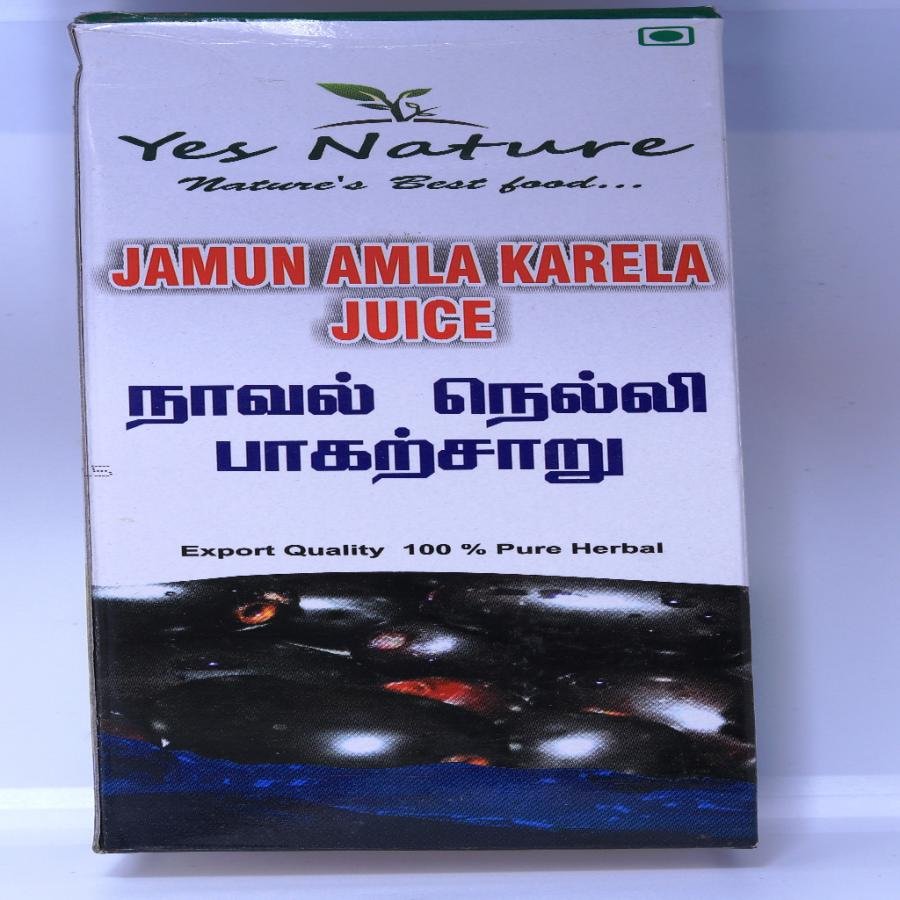 Yes Nature
Nature's Best food...
JAMUN AMLA KARELA
JUICE
நாவல் நெல்லி
பாகற்சாறு
Export Quality 100 % Pure Herbal